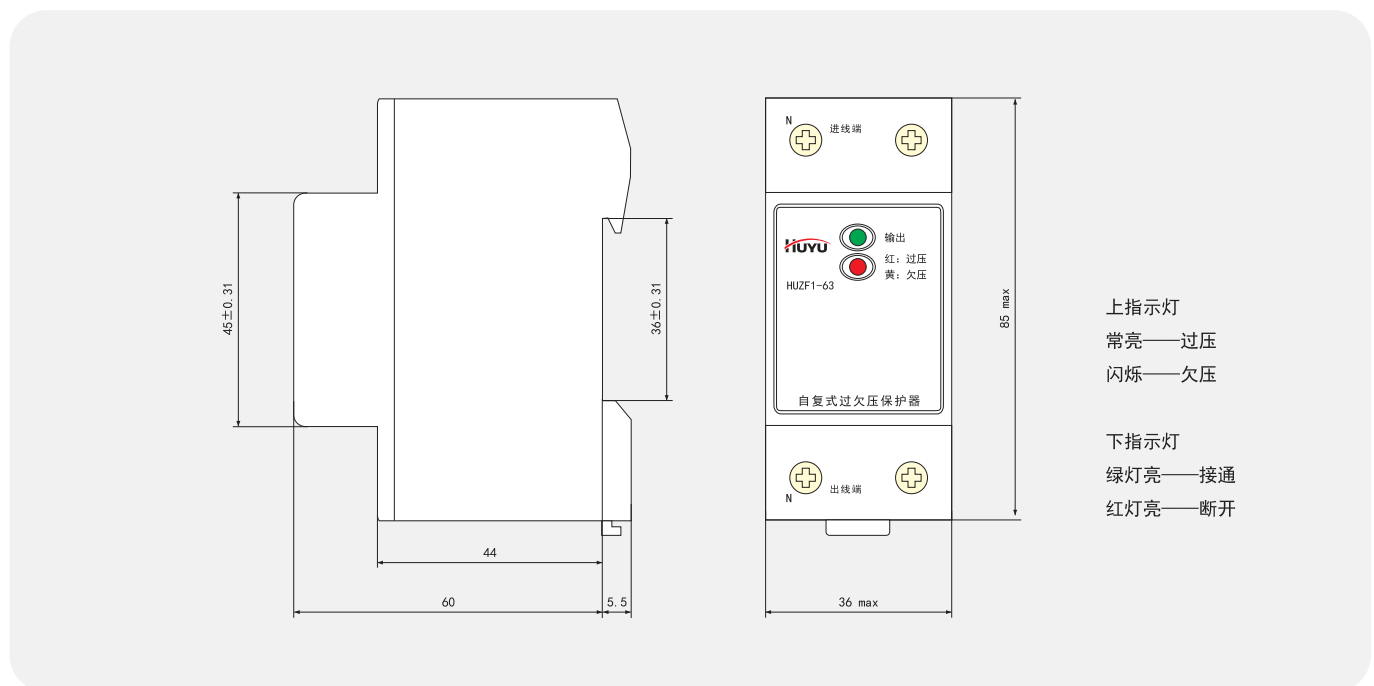 45±0.31
36±0.31
44
60
5.5
N
进线端
HUYU
输出
红：过压
黄：欠压
HUZF1-63
自复式过欠压保护器
出线端
N
85 max
36 max
上指示灯
常亮——过压
闪烁——欠压
下指示灯
绿灯亮——接通
红灯亮——断开